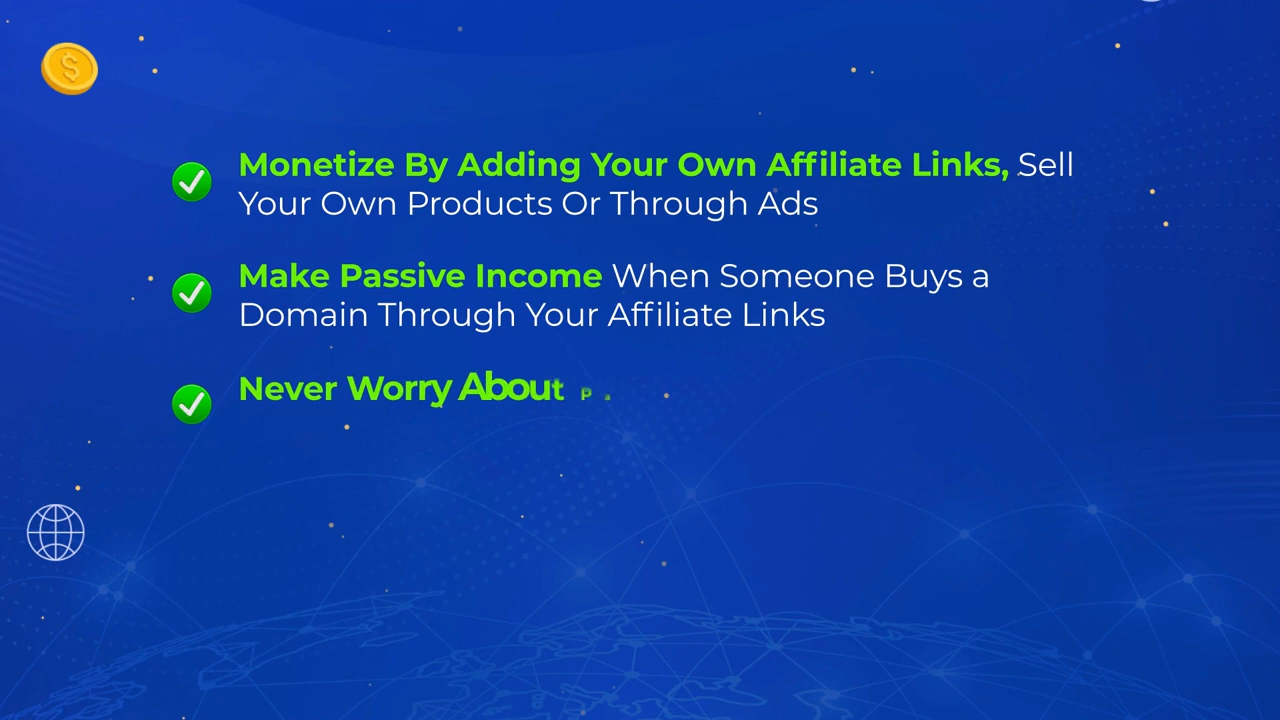 Monetize By Adding Your Own Affiliate Links, Sell
Your Own Products Or Through Ads
Make Passive Income When Someone Buys a
Domain Through Your Affiliate Links
Never Worry About